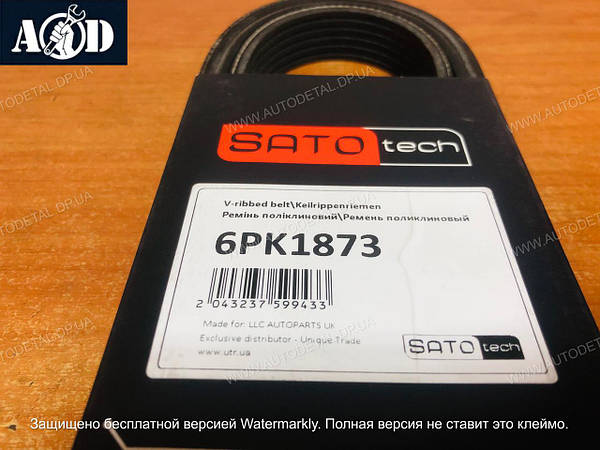 AOD
WWW.AUTODETAL.DP.UA
SATO tech
V-ribbed belt\Keilrippenriemen
Ремінь поліклиновий\Ремень поликлиновый
6PK1873
2 043237 599433
Made for: LLC AUTOPARTS UK
Exclusive distributor - Unique Trade
www.utr.ua
SATO tech
Защищено бесплатной версией Watermarkly. Полная версия не ставит это клеймо.